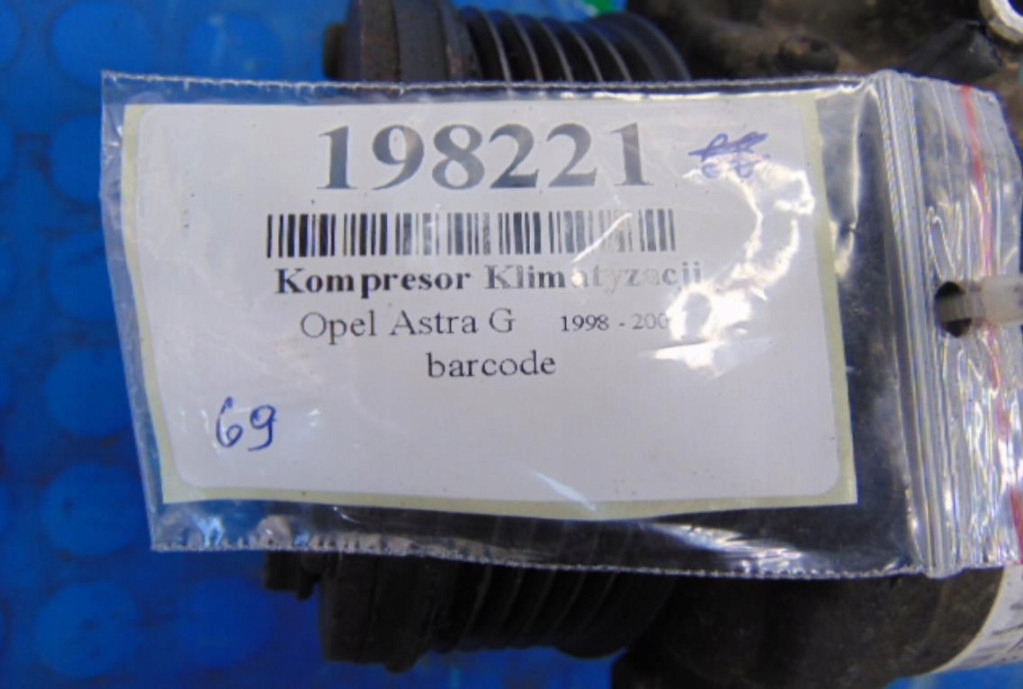 198221
Kompresor Klimatyzacji
Opel Astra G 1998 - 200
barcode
69